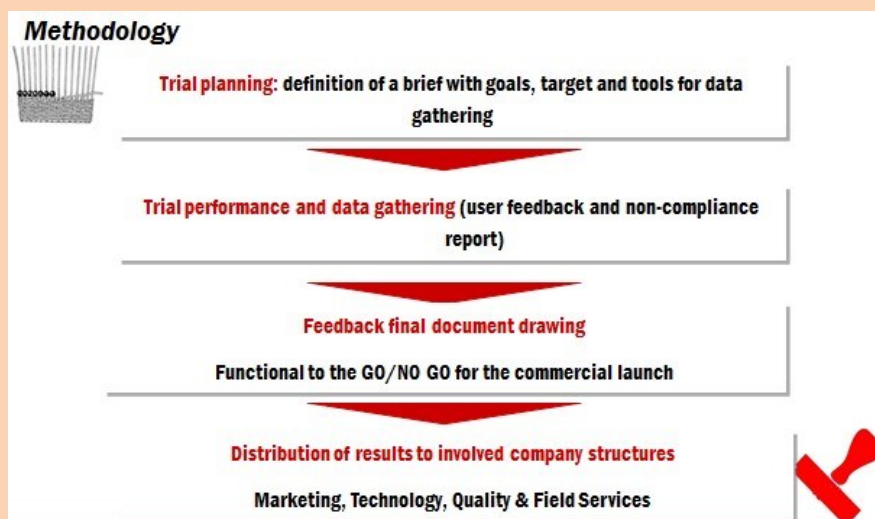 Methodology
Trial planning: definition of a brief with goals, target and tools for data
gathering
Trial performance and data gathering (user feedback and non-compliance
report)
Feedback final document drawing
Functional to the GO/NO GO for the commercial launch
Distribution of results to involved company structures
Marketing, Technology, Quality & Field Services